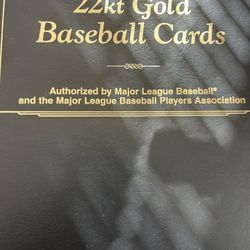 22kt Gold
Baseball Cards
Authorized by Major League Baseball®
and the Major League Baseball Players Association